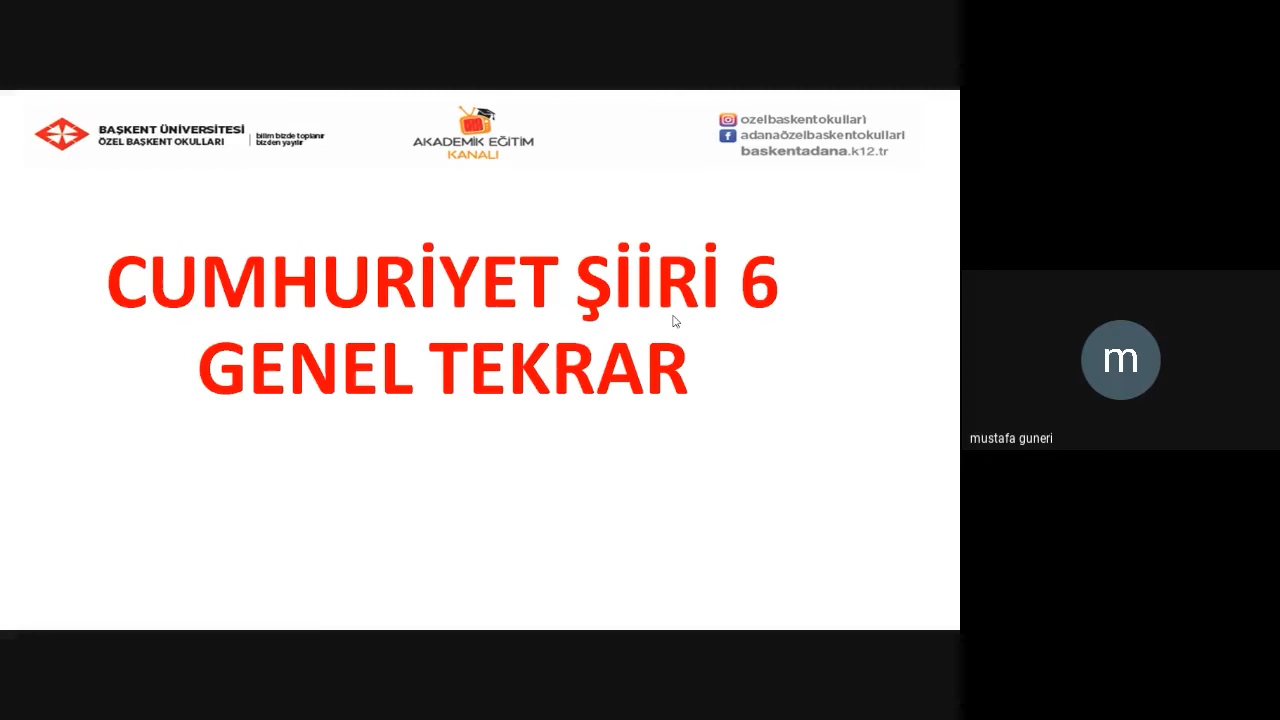 BAŞKENT ÜNİVERSİTESİ
ÖZEL BAŞKENT OKULLARI
bilim bizde toplanır
bizden yayılır
AKADEMİK EĞİTİM
KANALI
ozelbaskentokullari
adanaözelbaskentokullari
baskentadana.k12.tr
CUMHURİYET ŞİİRİ 6
GENEL TEKRAR
m
mustafa guneri